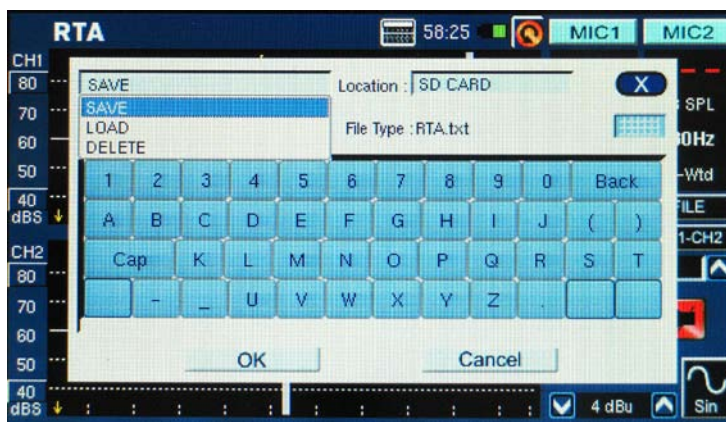 RTA 58:25 MIC1 MIC2
CH1
80 SAVE Location : SD CARD X
SAVE SPL
70 LOAD File Type : RTA.txt
60 DELETE 0Hz
50 1 2 3 4 5 6 7 8 9 0 Back -Wtd
40 FILE
dBS A B C D E F G H I J ( )
1-CH2
CH2 Cap K L M N O P Q R S T
80
70 - _ U V W X Y Z .
60
50 OK Cancel
40
dBS 4 dBu Sin